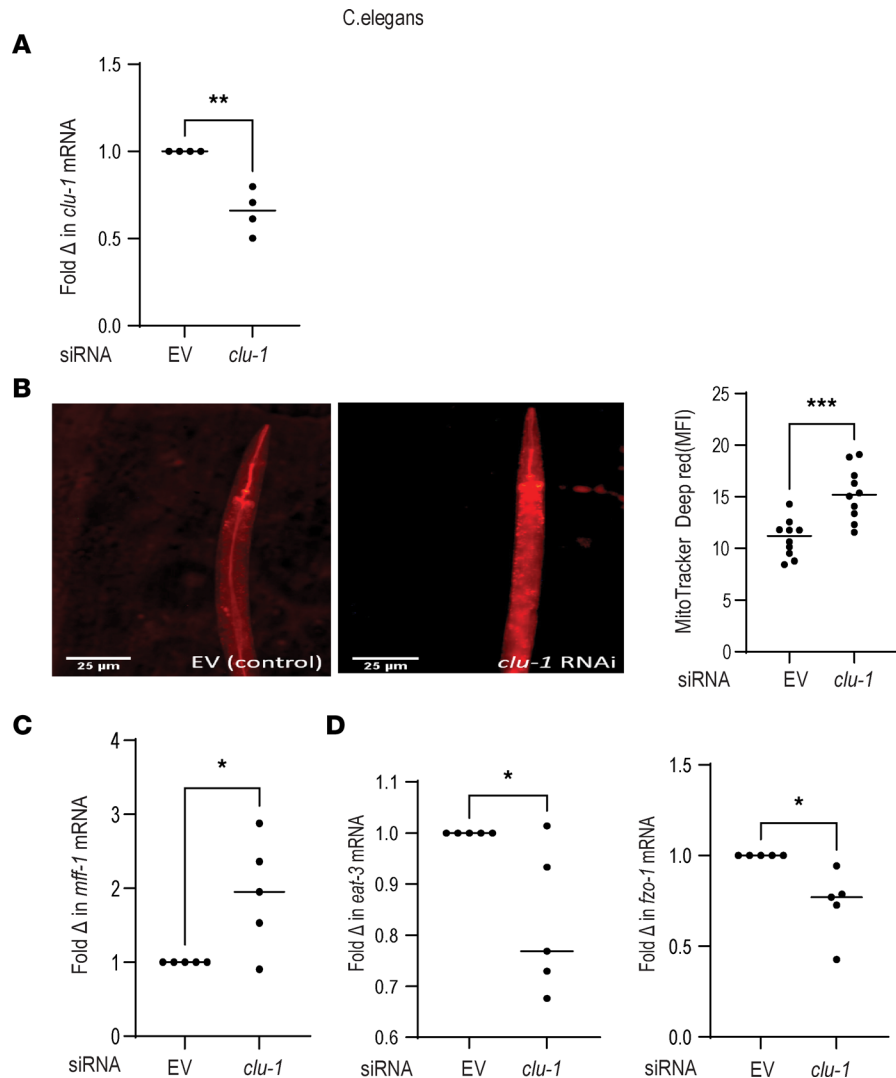 C.elegans
A
Fold Δ in clu-1 mRNA
1.5
1.0
0.5
0.0
**
siRNA EV clu-1
B
25 µm
EV (control)
25 µm
clu-1 RNAi
MitoTracker Deep red(MFI)
25
20
15
10
5
0
***
siRNA EV clu-1
C
Fold Δ in mff-1 mRNA
4
3
2
1
0
*
siRNA EV clu-1
D
Fold Δ in eat-3 mRNA
1.1
1.0
0.9
0.8
0.7
0.6
*
siRNA EV clu-1
Fold Δ in fzo-1 mRNA
1.5
1.0
0.5
0.0
*
siRNA EV clu-1